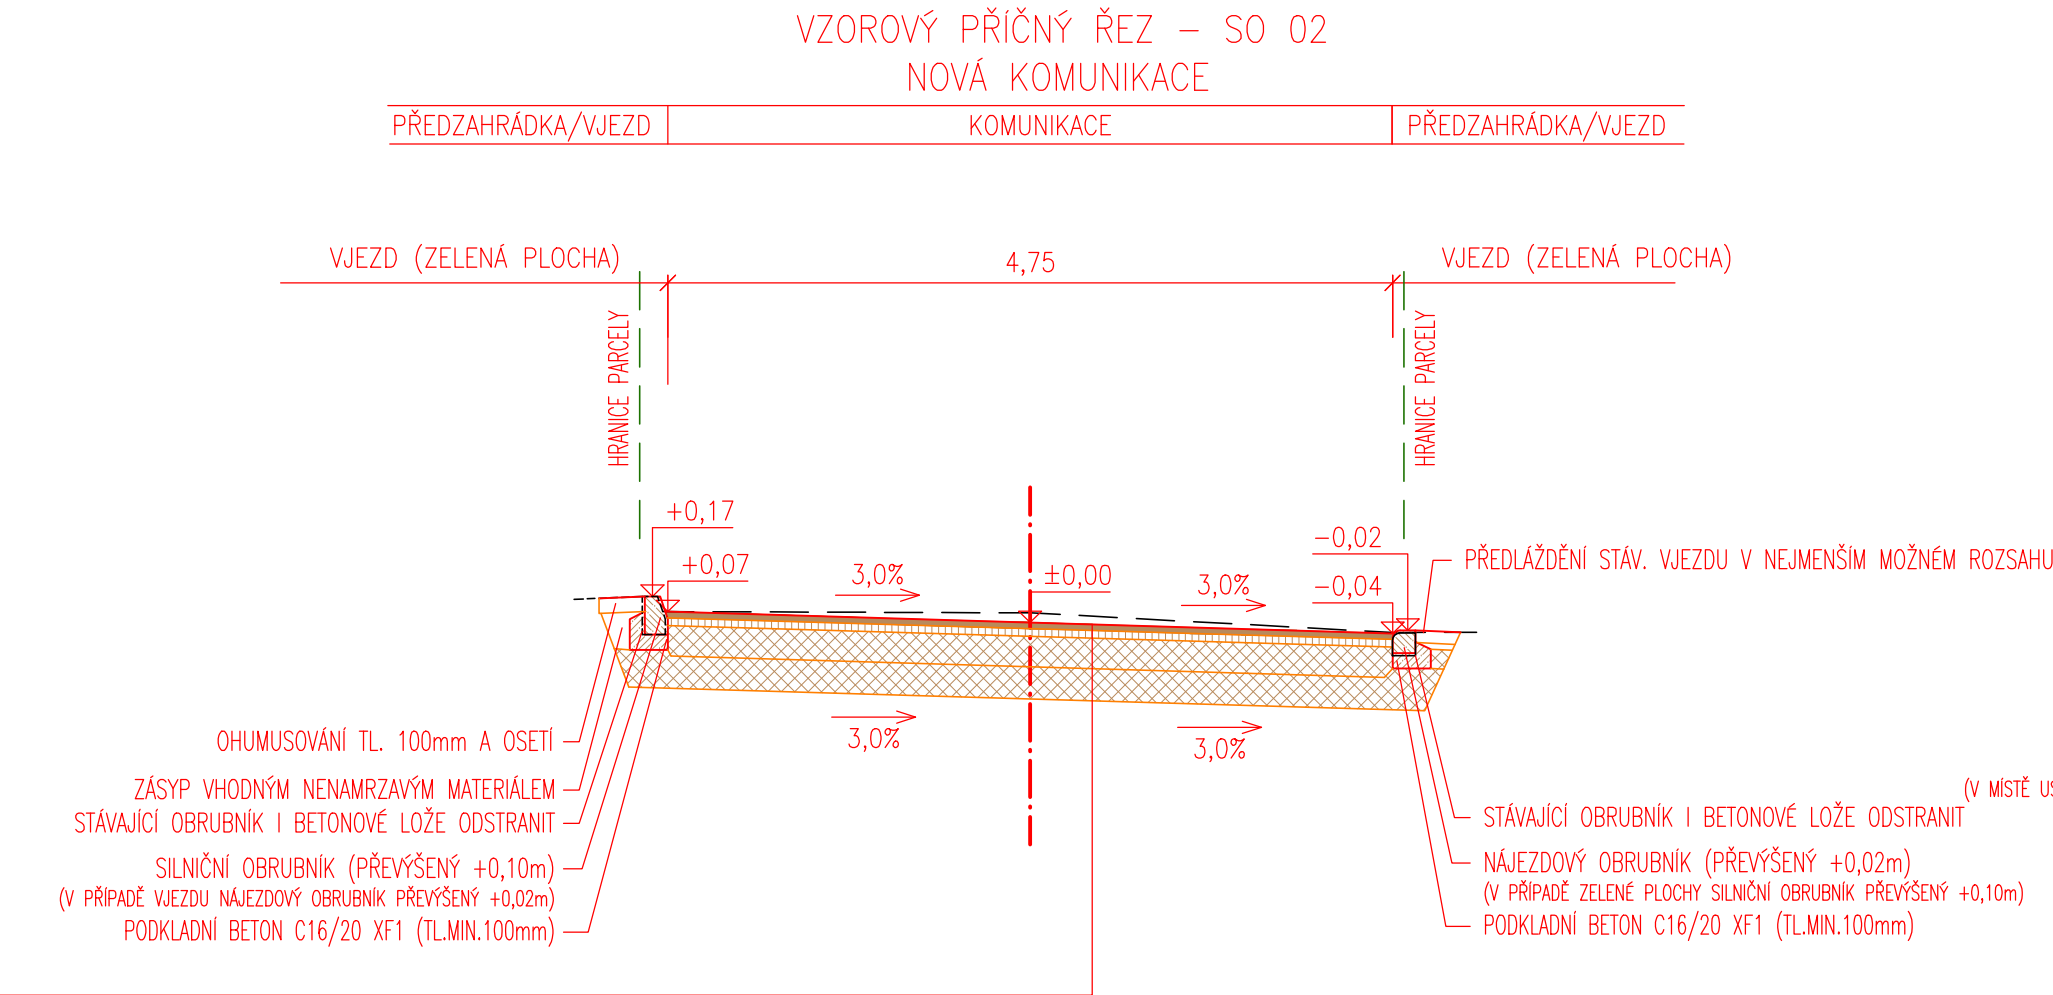 VZOROVÝ PŘÍČNÝ ŘEZ – SO 02
NOVÁ KOMUNIKACE
PŘEDZAHRÁDKA/VJEZD
KOMUNIKACE
PŘEDZAHRÁDKA/VJEZD
VJEZD (ZELENÁ PLOCHA)
4,75
VJEZD (ZELENÁ PLOCHA)
HRANICE PARCELY
HRANICE PARCELY
+0,17
+0,07
3,0%
±0,00
3,0%
-0,02
-0,04
PŘEDLÁŽDĚNÍ STÁV. VJEZDU V NEJMENŠÍM MOŽNÉM ROZSAHU
3,0%
3,0%
OHUMUSOVÁNÍ TL. 100mm A OSETÍ
ZÁSYP VHODNÝM NENAMRZAVÝM MATERIÁLEM
STÁVAJÍCÍ OBRUBNÍK I BETONOVÉ LOŽE ODSTRANIT
SILNIČNÍ OBRUBNÍK (PŘEVÝŠENÝ +0,10m)
(V PŘÍPADĚ VJEZDU NÁJEZDOVÝ OBRUBNÍK PŘEVÝŠENÝ +0,02m)
PODKLADNÍ BETON C16/20 XF1 (TL.MIN.100mm)
(V MÍSTĚ
STÁVAJÍCÍ OBRUBNÍK I BETONOVÉ LOŽE ODSTRANIT
NÁJEZDOVÝ OBRUBNÍK (PŘEVÝŠENÝ +0,02m)
(V PŘÍPADĚ ZELENÉ PLOCHY SILNIČNÍ OBRUBNÍK PŘEVÝŠENÝ +0,10m)
PODKLADNÍ BETON C16/20 XF1 (TL.MIN.100mm)